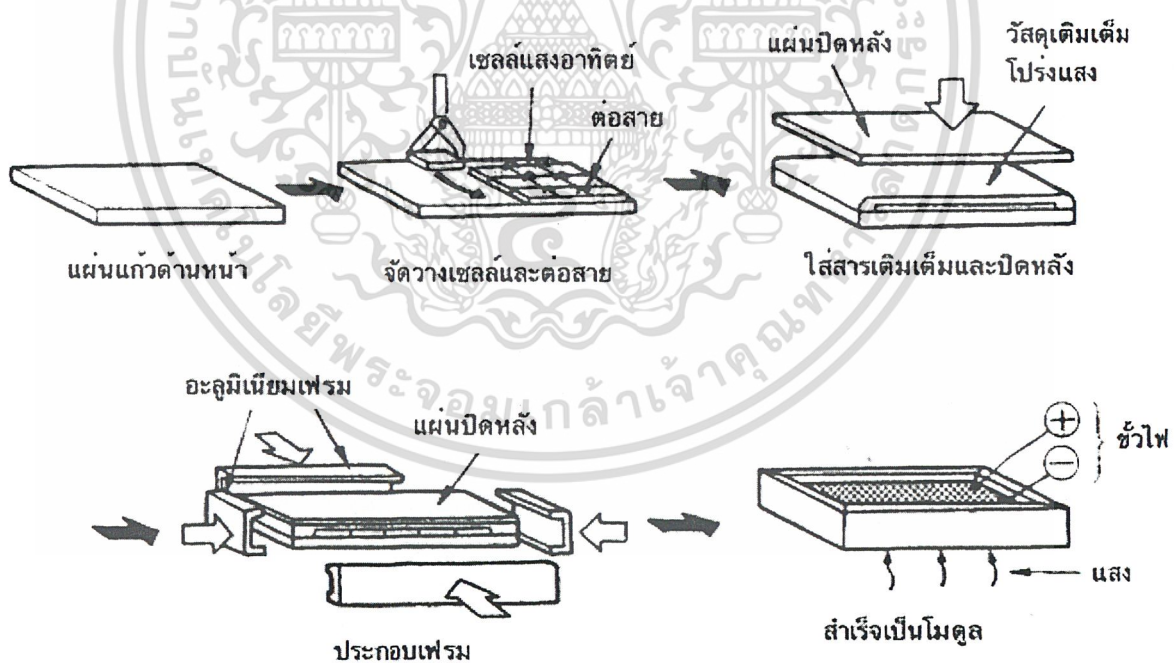 เซลล์แสงอาทิตย์
ต่อสาย
แผ่นปิดหลัง
วัสดุเติมเต็ม
โปร่งแสง
แผ่นแก้วด้านหน้า
จัดวางเซลล์และต่อสาย
ใส่สารเติมเต็มและปิดหลัง
อะลูมิเนียมเฟรม
แผ่นปิดหลัง
+
−
ขั้วไฟ
แสง
ประกอบเฟรม
สำเร็จเป็นโมดูล